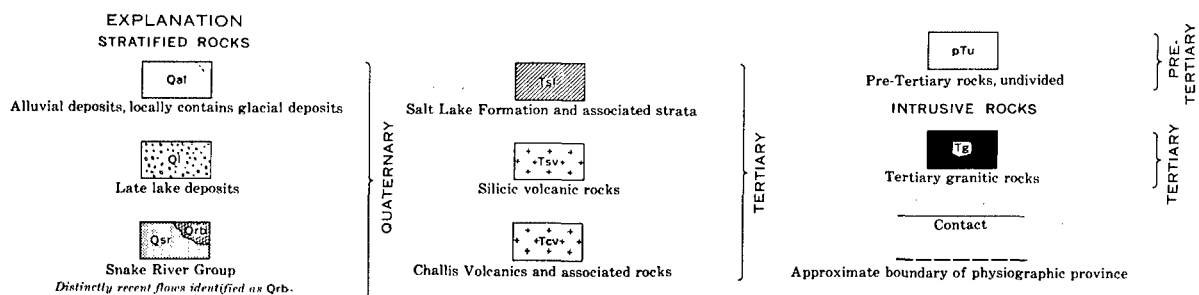 EXPLANATION
STRATIFIED ROCKS
Qal
Alluvial deposits, locally contains glacial deposits
Ql
Late lake deposits
Qsr
Qrb
Snake River Group
Distinctly recent flows identified as Qrb.
QUATERNARY
Tsl
Salt Lake Formation and associated strata
Tsv
Silicic volcanic rocks
Tcv
Challis Volcanics and associated rocks
TERTIARY
pTu
Pre-Tertiary rocks, undivided
PRE-
TERTIARY
INTRUSIVE ROCKS
Tg
Tertiary granitic rocks
TERTIARY
Contact
Approximate boundary of physiographic province